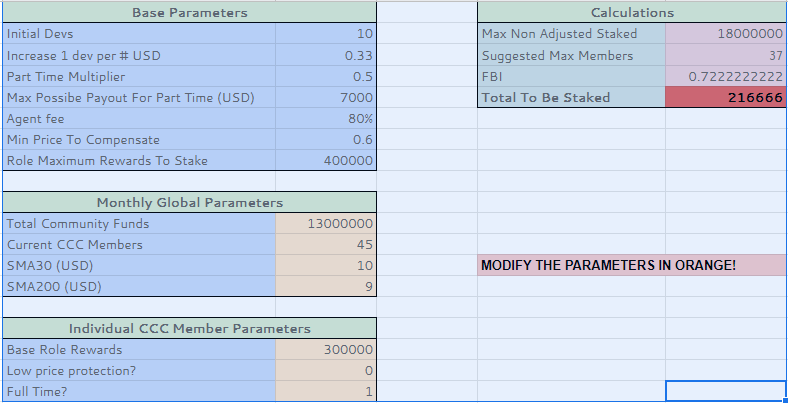 Base Parameters
Initial Devs 10
Increase 1 dev per # USD 0.33
Part Time Multiplier 0.5
Max Possibe Payout For Part Time (USD) 7000
Agent fee 80%
Min Price To Compensate 0.6
Role Maximum Rewards To Stake 400000
Calculations
Max Non Adjusted Staked 18000000
Suggested Max Members 37
FBI 0.7222222222
Total To Be Staked 216666
Monthly Global Parameters
Total Community Funds 13000000
Current CCC Members 45
SMA30 (USD) 10
SMA200 (USD) 9
MODIFY THE PARAMETERS IN ORANGE!
Individual CCC Member Parameters
Base Role Rewards 300000
Low price protection? 0
Full Time? 1